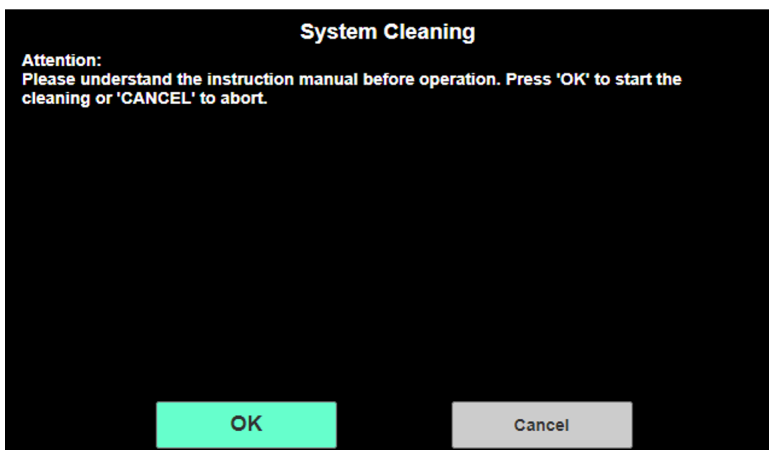 System Cleaning
Attention:
Please understand the instruction manual before operation. Press 'OK' to start the
cleaning or 'CANCEL' to abort.
OK
Cancel